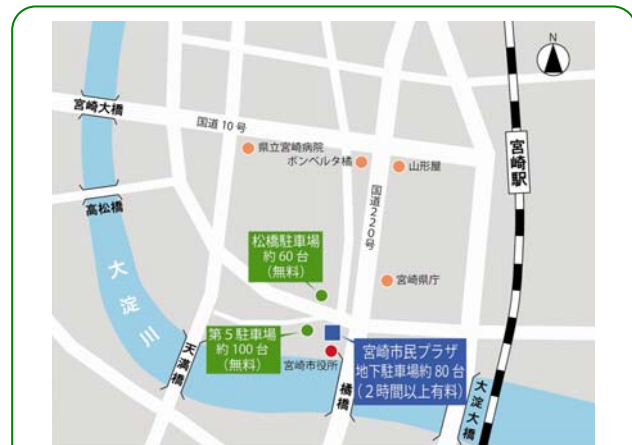 N
宮崎大橋
国道10号
県立宮崎病院
ボンベルタ橘
山形屋
宮崎駅
高松橋
国道220号
大淀川
松橋駐車場
約60台
(無料)
宮崎県庁
第5駐車場
約100台
(無料)
天満橋
宮崎市役所
橘橋
宮崎市民プラザ
地下駐車場約80台
(2時間以上有料)
大淀大橋